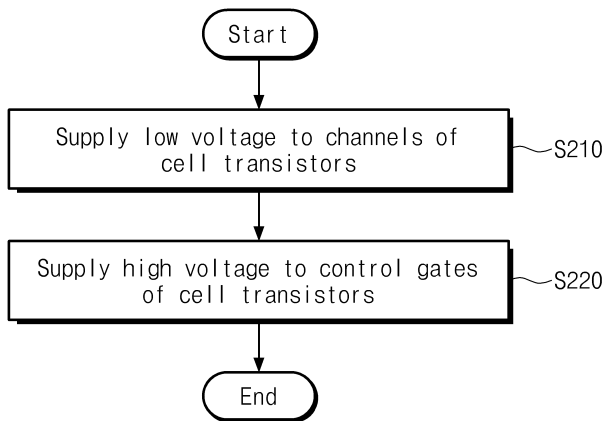 Start
Supply low voltage to channels of
cell transistors
S210
Supply high voltage to control gates
of cell transistors
S220
End